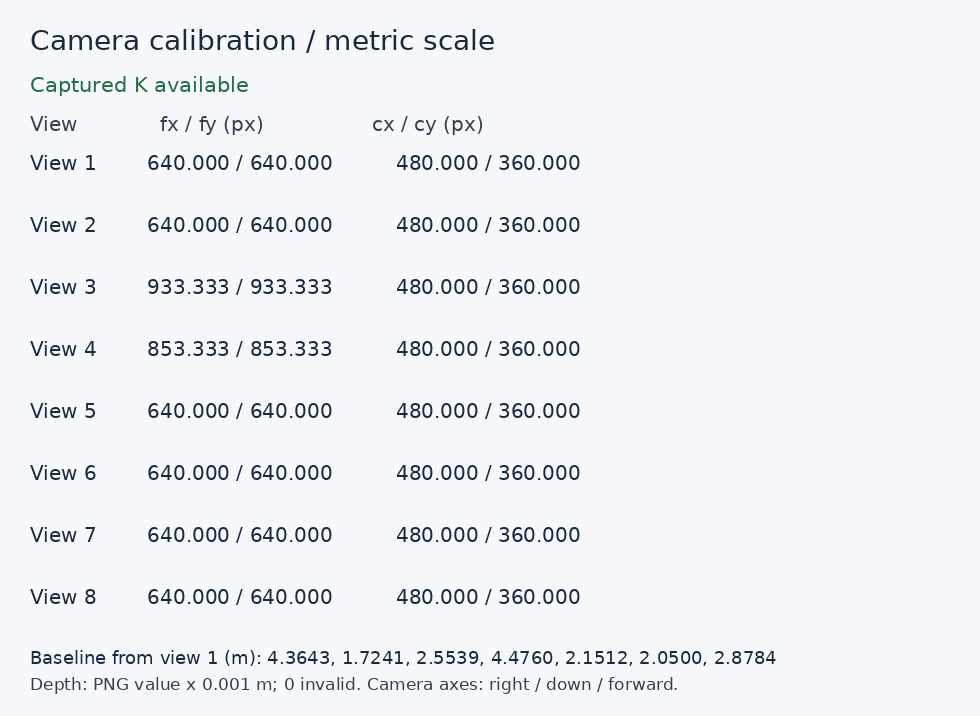 Camera calibration / metric scale
Captured K available
View fx / fy (px) cx / cy (px)
View 1 640.000 / 640.000 480.000 / 360.000
View 2 640.000 / 640.000 480.000 / 360.000
View 3 933.333 / 933.333 480.000 / 360.000
View 4 853.333 / 853.333 480.000 / 360.000
View 5 640.000 / 640.000 480.000 / 360.000
View 6 640.000 / 640.000 480.000 / 360.000
View 7 640.000 / 640.000 480.000 / 360.000
View 8 640.000 / 640.000 480.000 / 360.000
Baseline from view 1 (m): 4.3643, 1.7241, 2.5539, 4.4760, 2.1512, 2.0500, 2.8784
Depth: PNG value x 0.001 m; 0 invalid. Camera axes: right / down / forward.